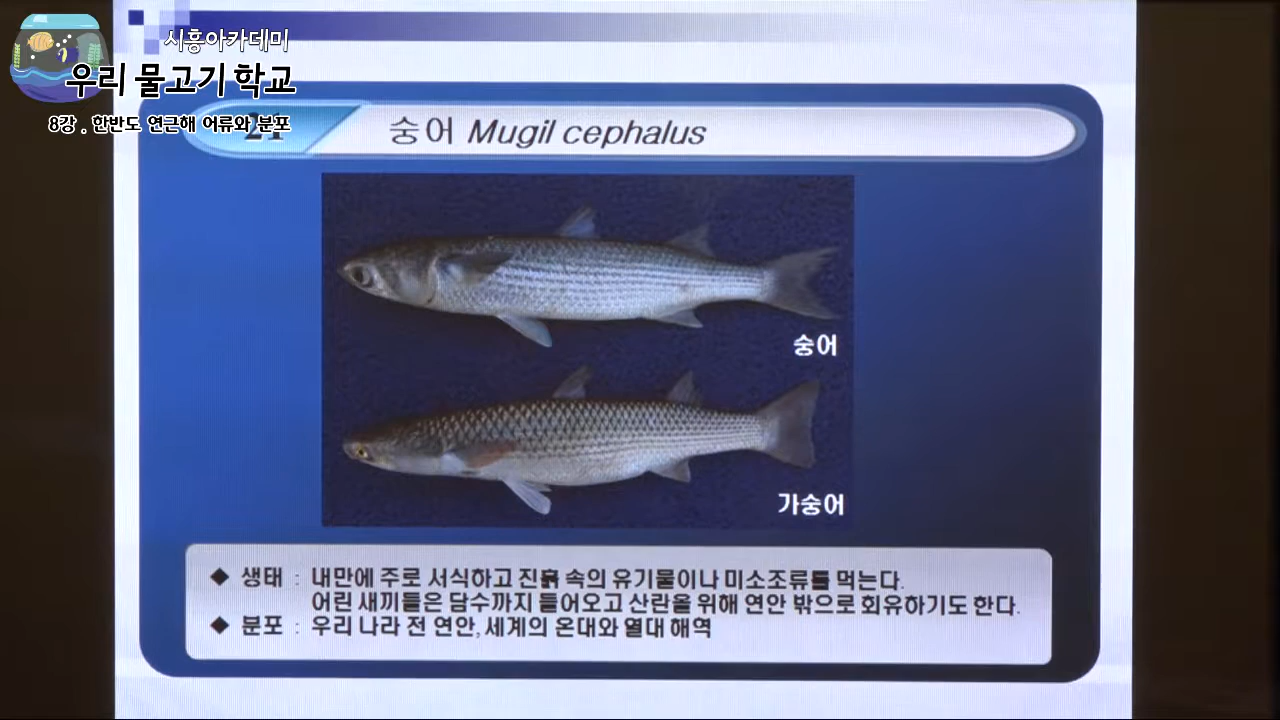 시흥아카데미
우리 물고기 학교
8강 . 한반도 연근해 어류와 분포
21
숭어 Mugil cephalus
숭어
가숭어
◆ 생태 : 내만에 주로 서식하고 진흙 속의 유기물이나 미소조류를 먹는다.
어린 새끼들은 담수까지 들어오고 산란을 위해 연안 밖으로 회유하기도 한다.
◆ 분포 : 우리 나라 전 연안, 세계의 온대와 열대 해역